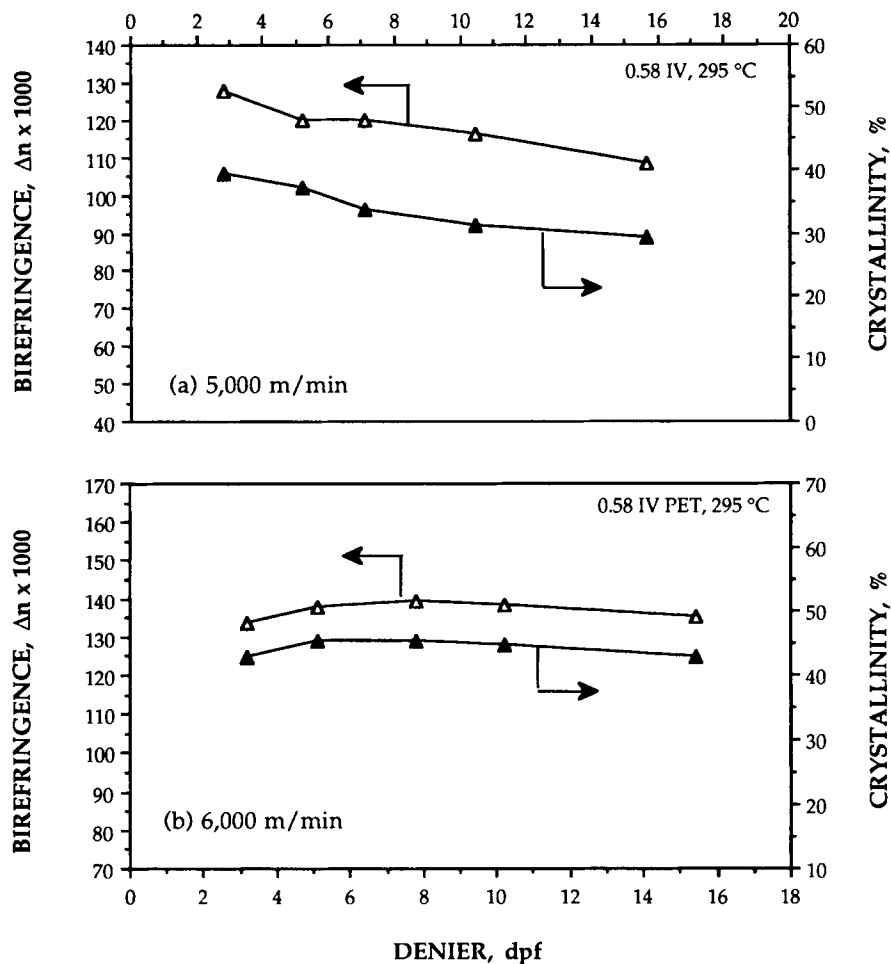 0 2 4 6 8 10 12 14 16 18 20
140 60
130
120 50
110 40
100
90 30
80
70 20
60 10
50
40 0
BIREFRINGENCE, Δn x 1000
CRYSTALLINITY, %
0.58 IV, 295 °C
(a) 5,000 m/min
170 70
160
150 60
140 50
130
120 40
110
100 30
90 20
80
70 10
BIREFRINGENCE, Δn x 1000
CRYSTALLINITY, %
0.58 IV PET, 295 °C
(b) 6,000 m/min
0 2 4 6 8 10 12 14 16 18
DENIER, dpf